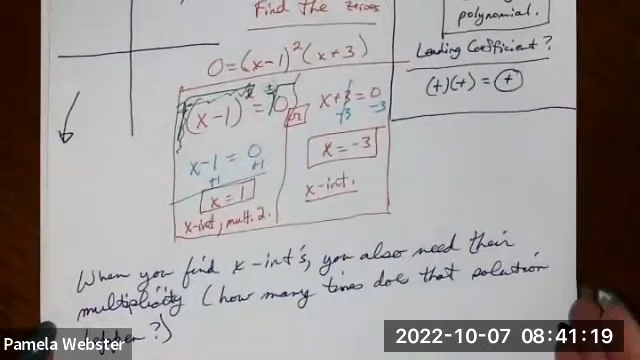 Find the zeroes
polynomial.
Leading Coefficient?
(+)(+) = (+)
0=(x-1)²(x+3)
(x-1)² = 0
or
x+3=0
-3 -3
x-1 = 0
+1 +1
x = -3
x = 1
x-int.
x-int, mult. 2.
When you find x-int's, you also need their
multiplicity (how many times does that solution
?)
Pamela Webster
2022-10-07 08:41:19